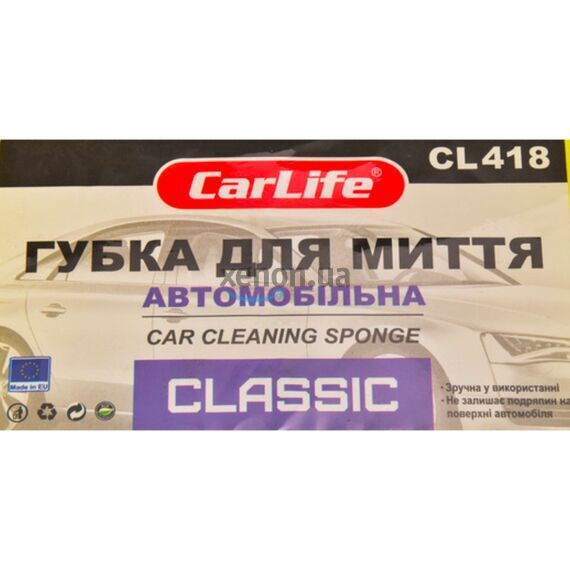 CL418
CarLife®
ГУБКА ДЛЯ МИТТЯ
xenon.ua
АВТОМОБІЛЬНА
CAR CLEANING SPONGE
CLASSIC
Made in EU
- Зручна у використанні
- Не залишає подряпин на
поверхні автомобіля